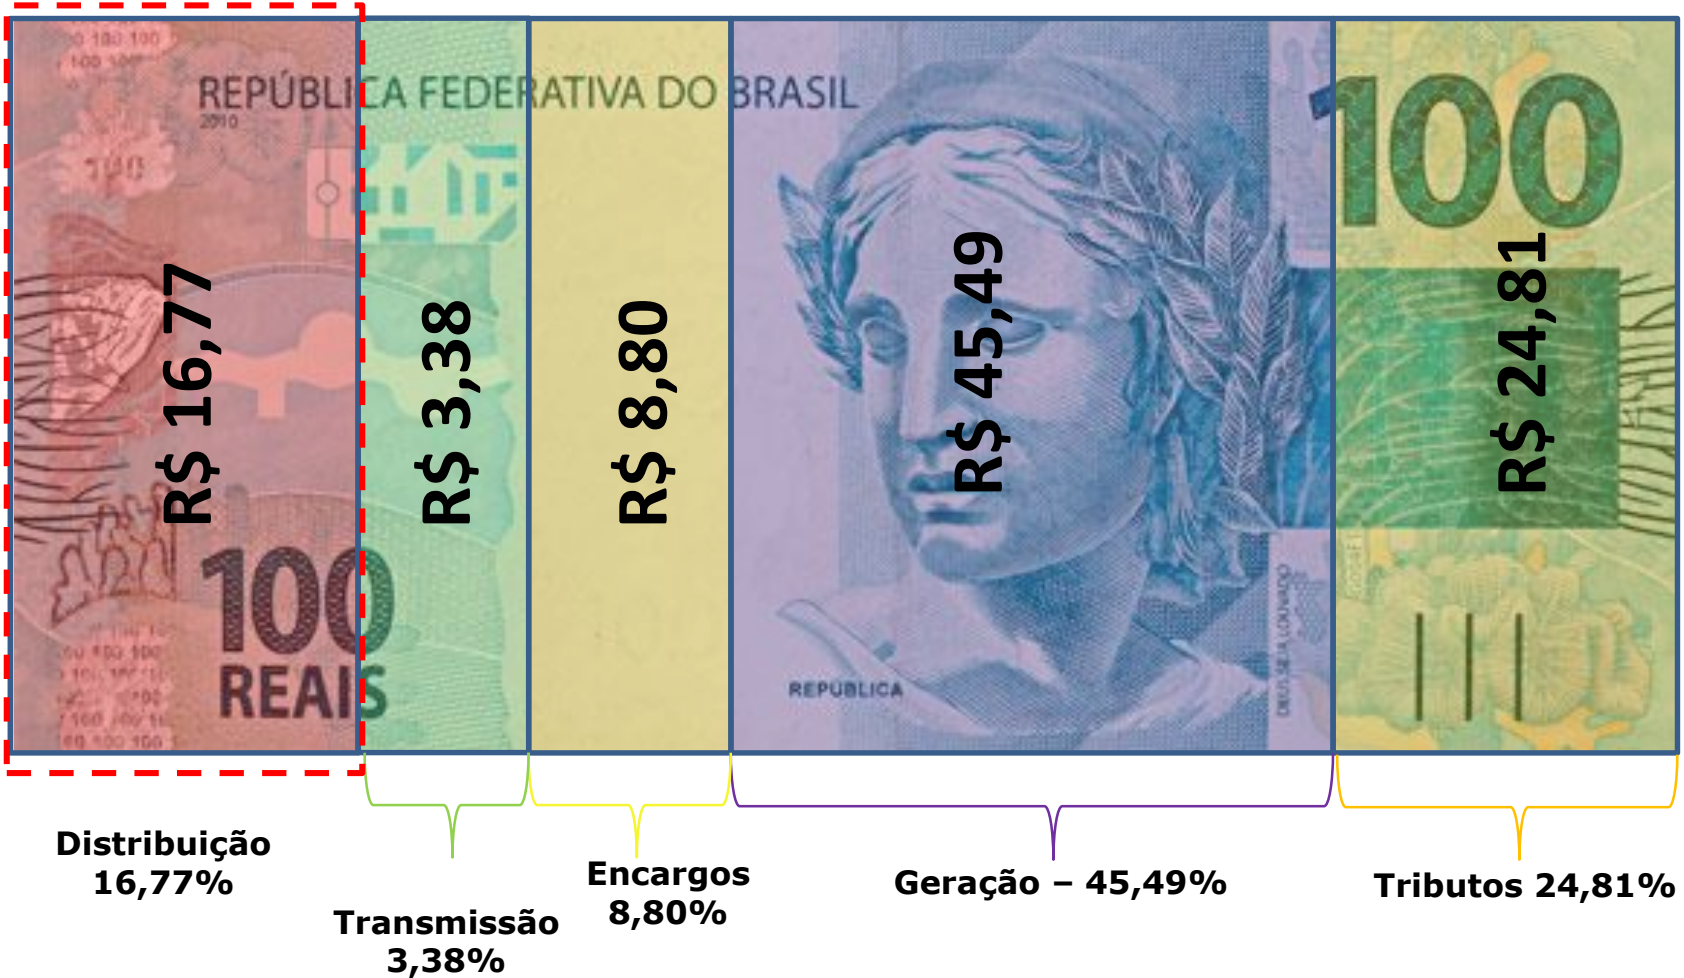 REPÚBLICA FEDERATIVA DO BRASIL
2010
100
R$ 16,77
R$ 3,38
R$ 8,80
R$ 45,49
R$ 24,81
100
REAIS
REPÚBLICA
DEUS SEJA LOUVADO
Distribuição
16,77%
Transmissão
3,38%
Encargos
8,80%
Geração – 45,49%
Tributos 24,81%